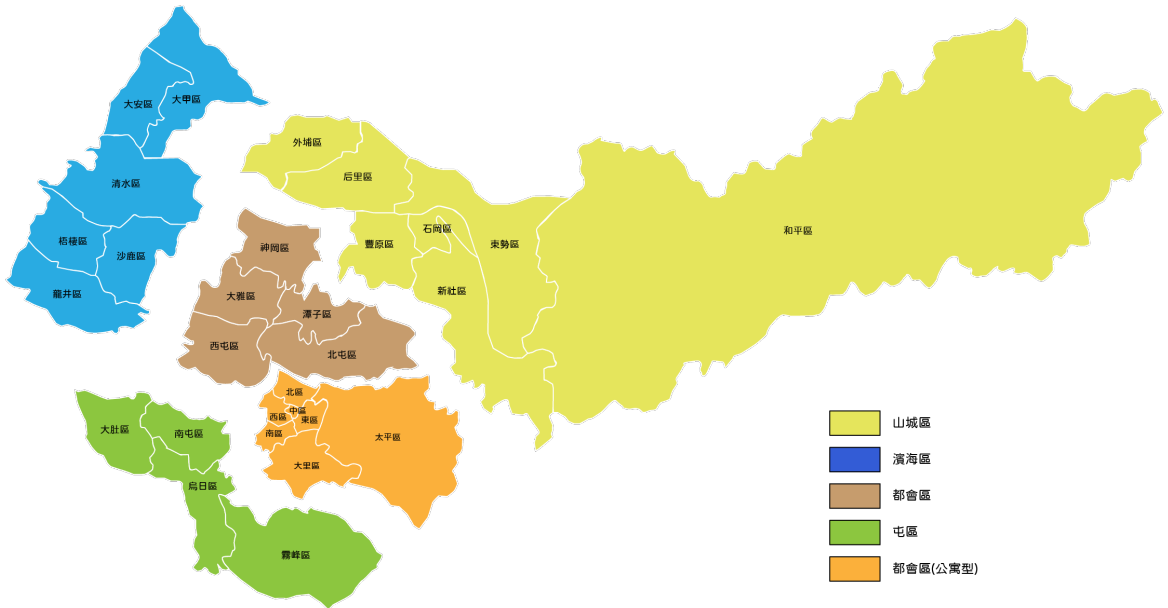 大安區
大甲區
清水區
梧棲區
沙鹿區
龍井區
外埔區
后里區
豐原區
石岡區
東勢區
新社區
和平區
神岡區
大雅區
潭子區
西屯區
北屯區
北區
中區
西區
東區
南區
太平區
大里區
大肚區
南屯區
烏日區
霧峰區
山城區
濱海區
都會區
屯區
都會區(公寓型)